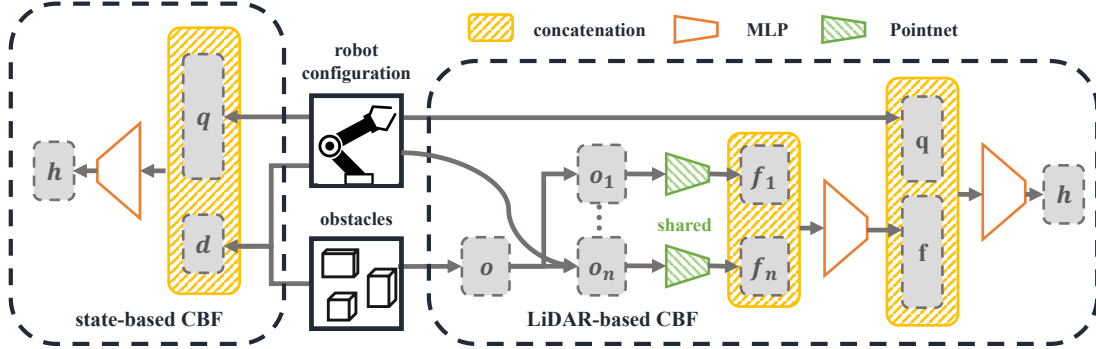 concatenation
MLP
Pointnet
robot
configuration
q
h
d
state-based CBF
obstacles
o
o₁
oₙ
shared
f₁
fₙ
q
f
h
LiDAR-based CBF